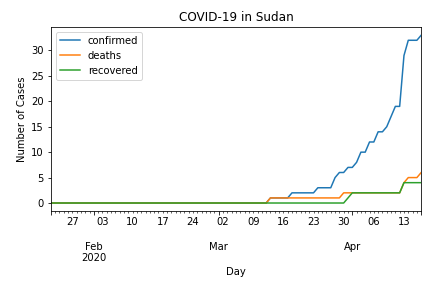 COVID-19 in Sudan
confirmed
deaths
recovered
Number of Cases
30
25
20
15
10
5
0
27 03 10 17 24 02 09 16 23 30 06 13
Feb Mar Apr
2020
Day